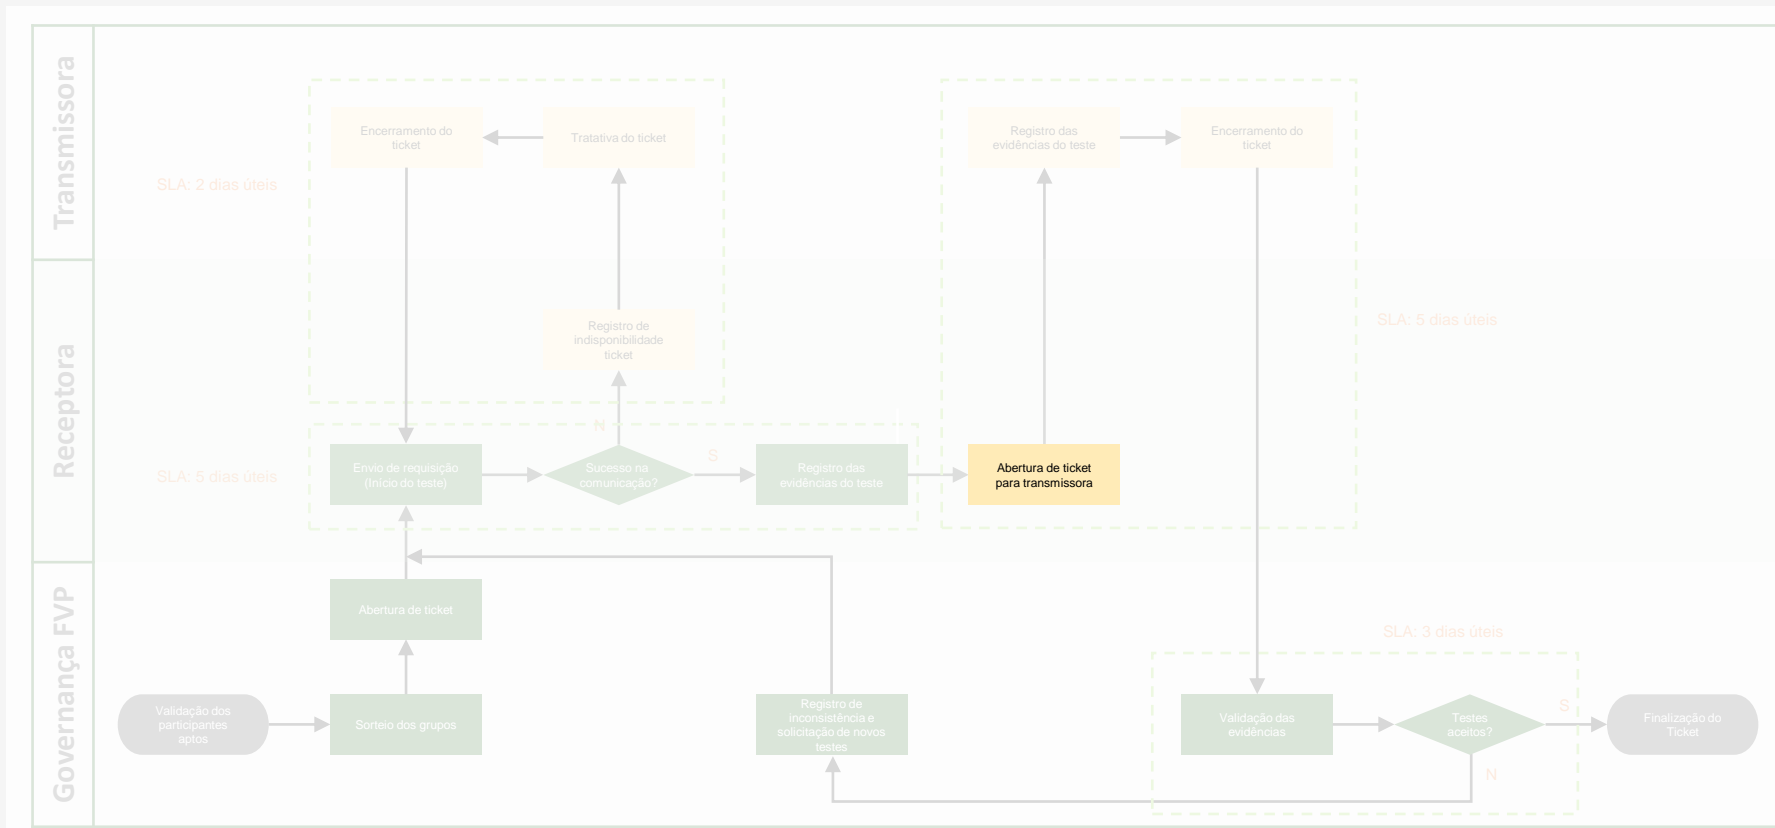 Transmissora
Encerramento do
ticket
Tratativa do ticket
Registro das
evidências do teste
Encerramento do
ticket
SLA: 2 dias úteis
Receptora
Registro de
indisponibilidade
ticket
SLA: 5 dias úteis
N
S
Envio de requisição
(Início do teste)
Sucesso na
comunicação?
Registro das
evidências do teste
Abertura de ticket
para transmissora
SLA: 5 dias úteis
Governança FVP
Abertura de ticket
SLA: 3 dias úteis
Validação dos
participantes
aptos
Sorteio dos grupos
Registro de
inconsistência e
solicitação de novos
testes
Validação das
evidências
Testes
aceitos?
S
Finalização do
Ticket
N